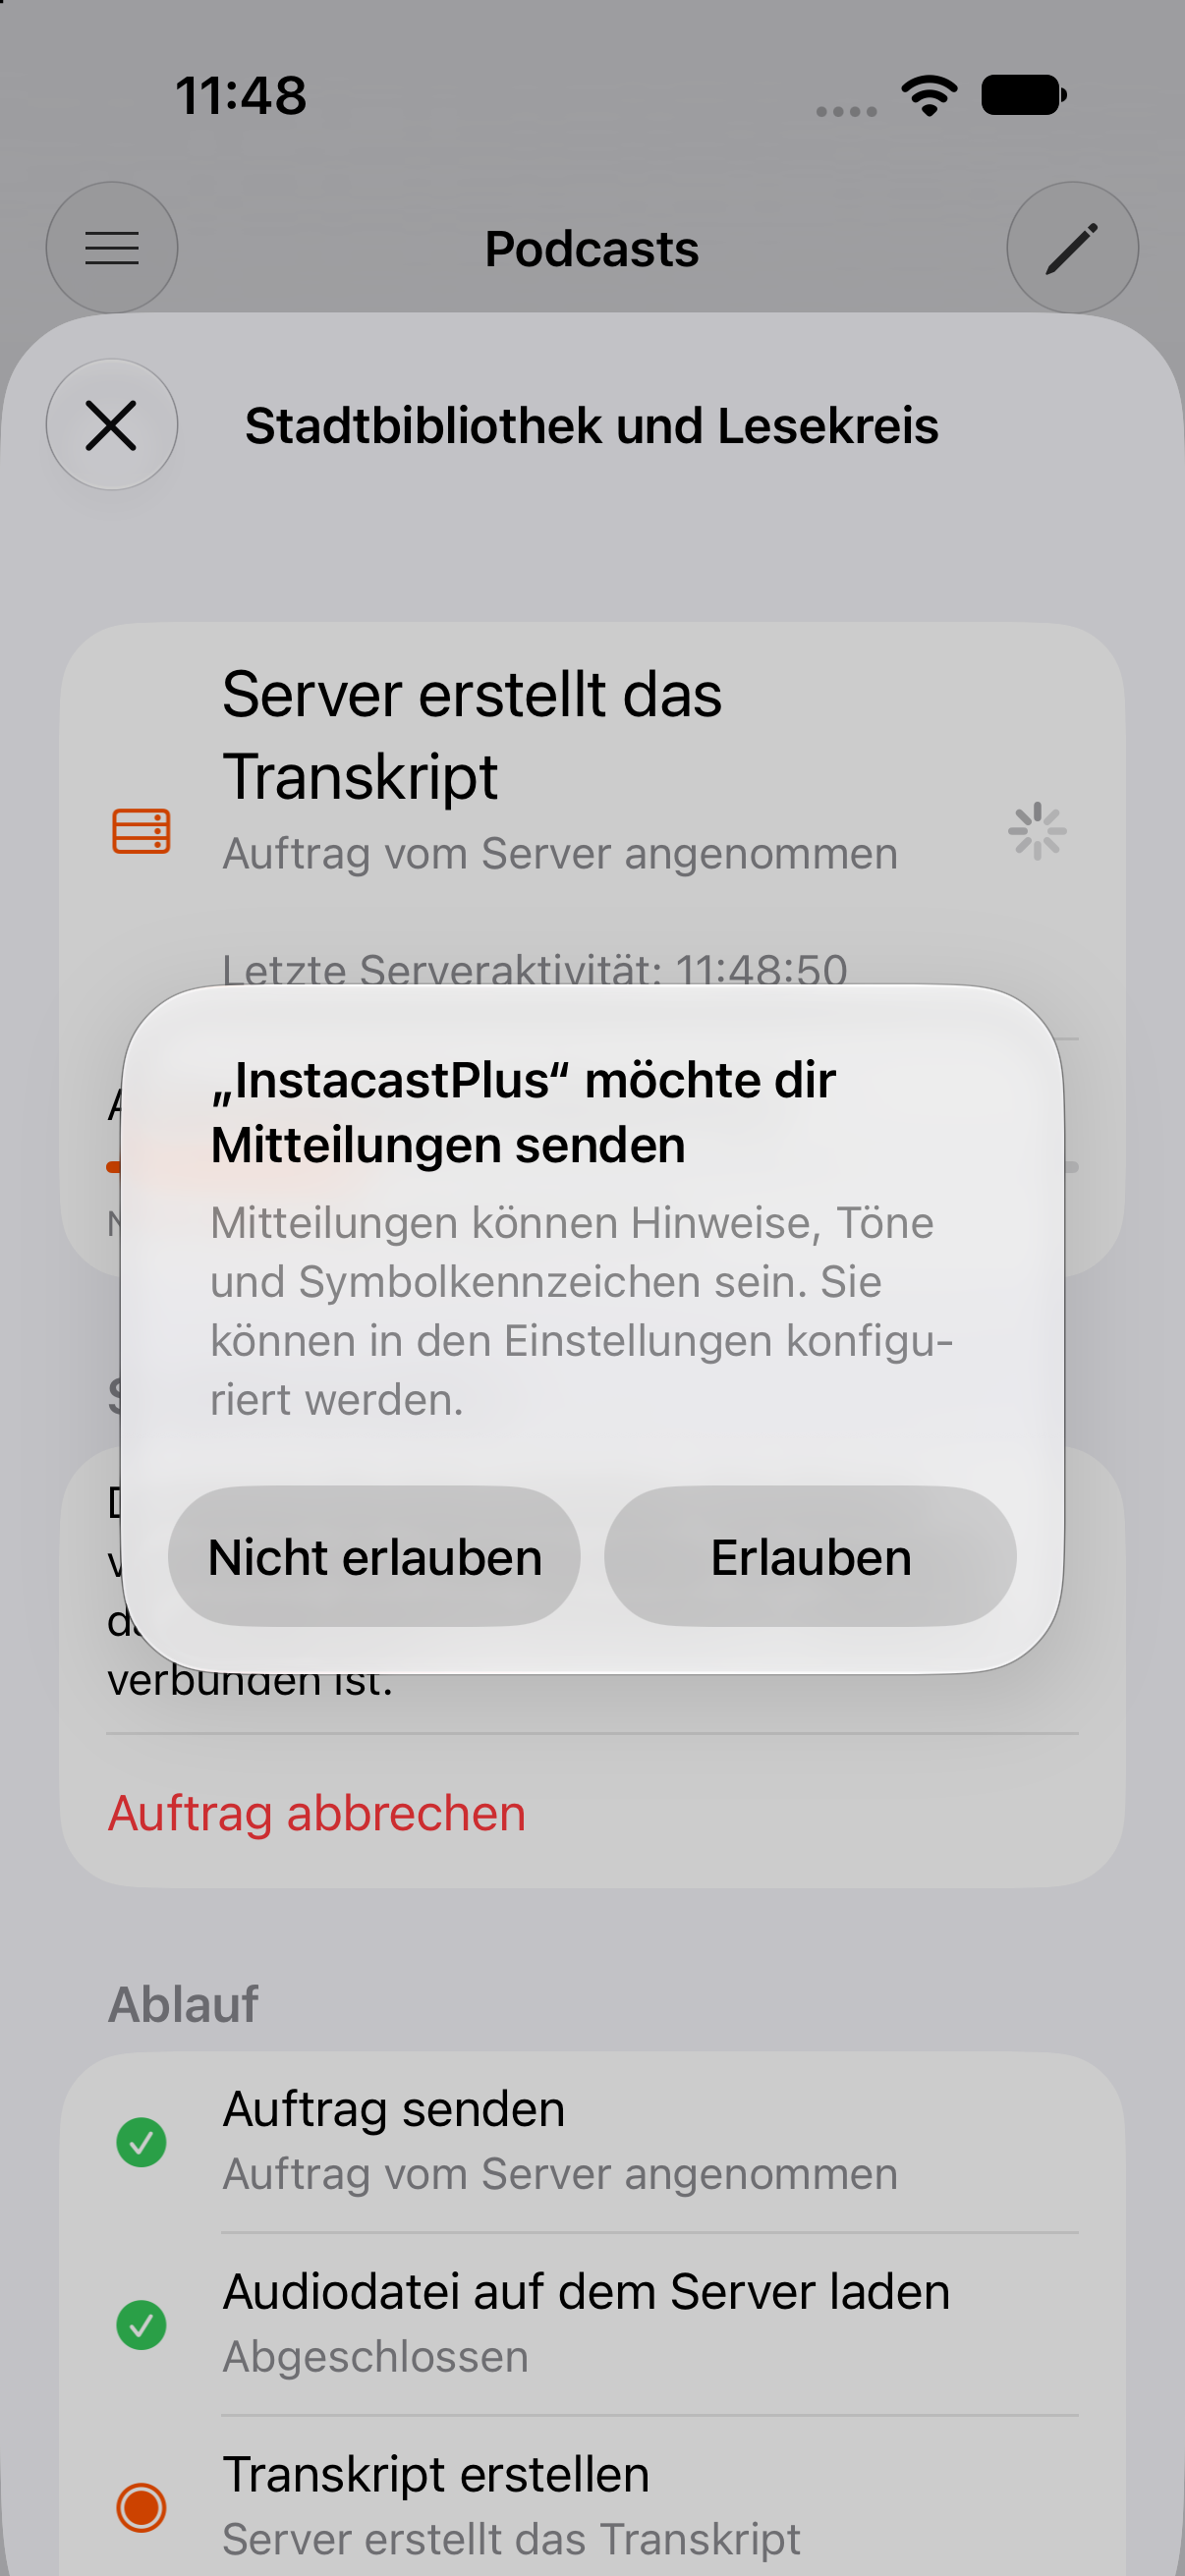 11:48
Podcasts
Stadtbibliothek und Lesekreis
Server erstellt das
Transkript
Auftrag vom Server angenommen
Letzte Serveraktivität: 11:48:50
„InstacastPlus“ möchte dir
Mitteilungen senden
Mitteilungen können Hinweise, Töne
und Symbolkennzeichen sein. Sie
können in den Einstellungen konfigu-
riert werden.
Nicht erlauben
Erlauben
verbunden ist.
Auftrag abbrechen
Ablauf
Auftrag senden
Auftrag vom Server angenommen
Audiodatei auf dem Server laden
Abgeschlossen
Transkript erstellen
Server erstellt das Transkript